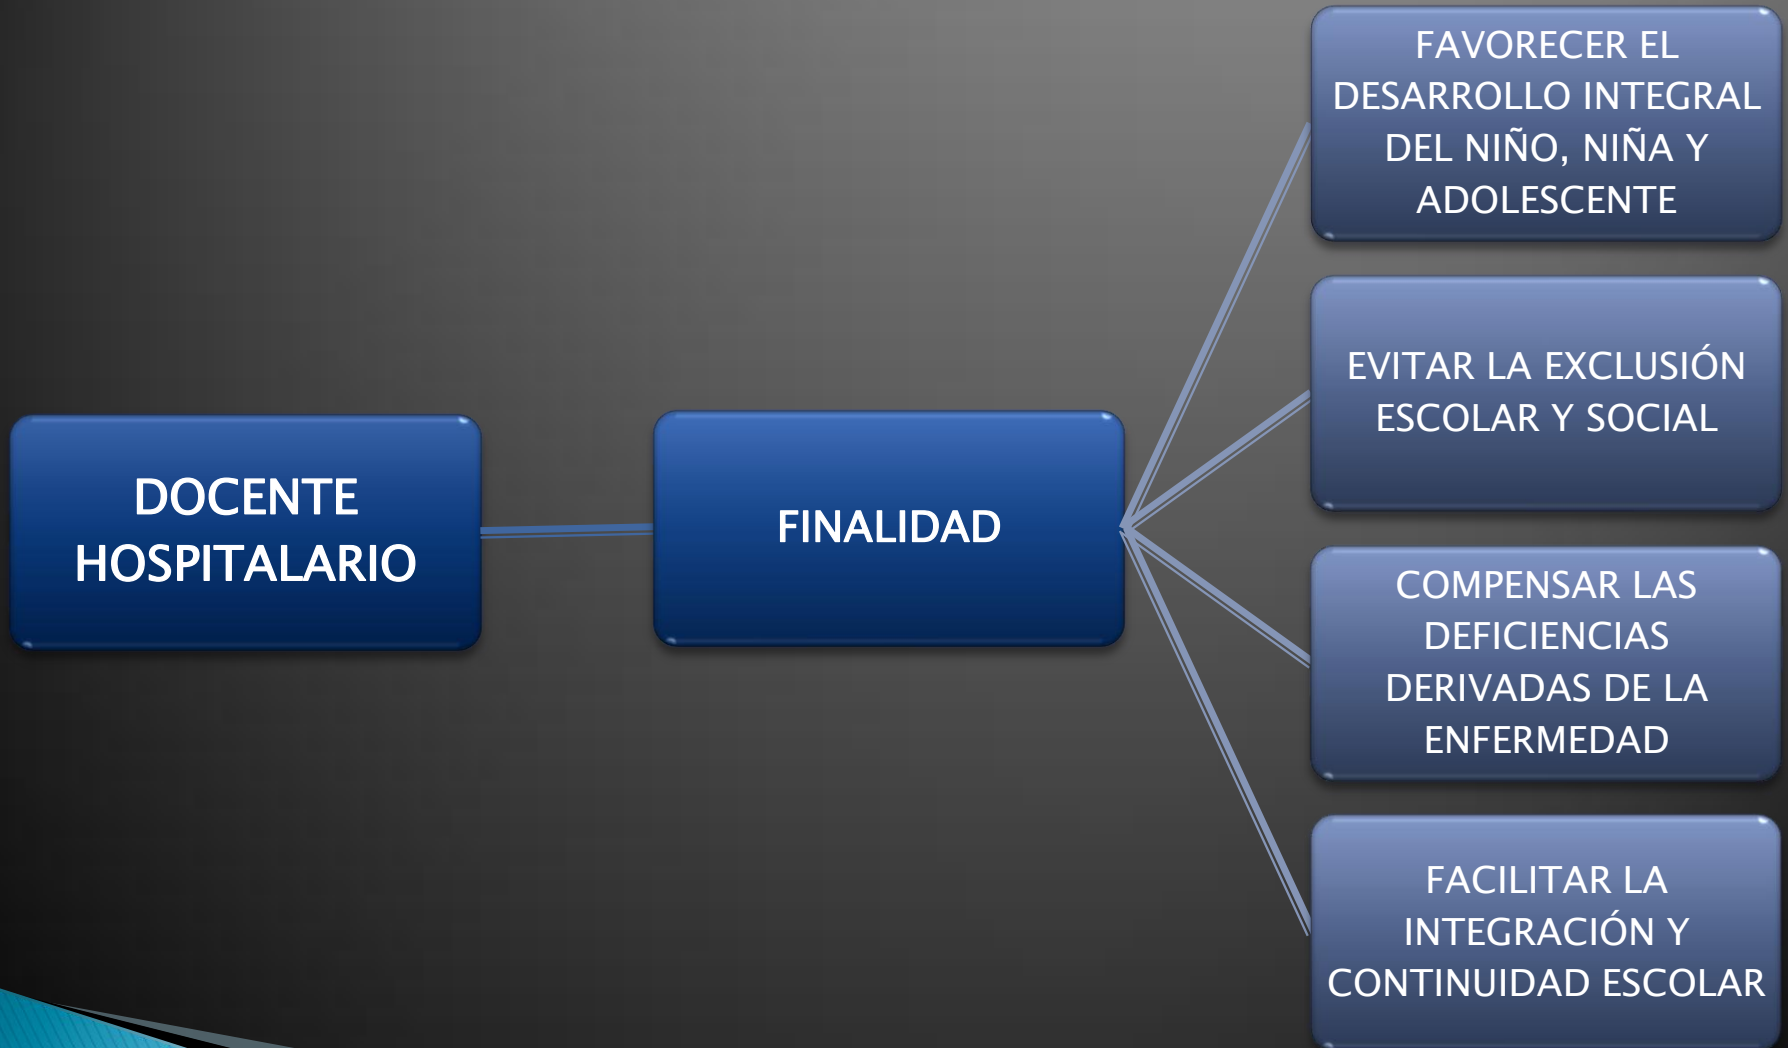 DOCENTE
HOSPITALARIO
FINALIDAD
FAVORECER EL
DESARROLLO INTEGRAL
DEL NIÑO, NIÑA Y
ADOLESCENTE
EVITAR LA EXCLUSIÓN
ESCOLAR Y SOCIAL
COMPENSAR LAS
DEFICIENCIAS
DERIVADAS DE LA
ENFERMEDAD
FACILITAR LA
INTEGRACIÓN Y
CONTINUIDAD ESCOLAR